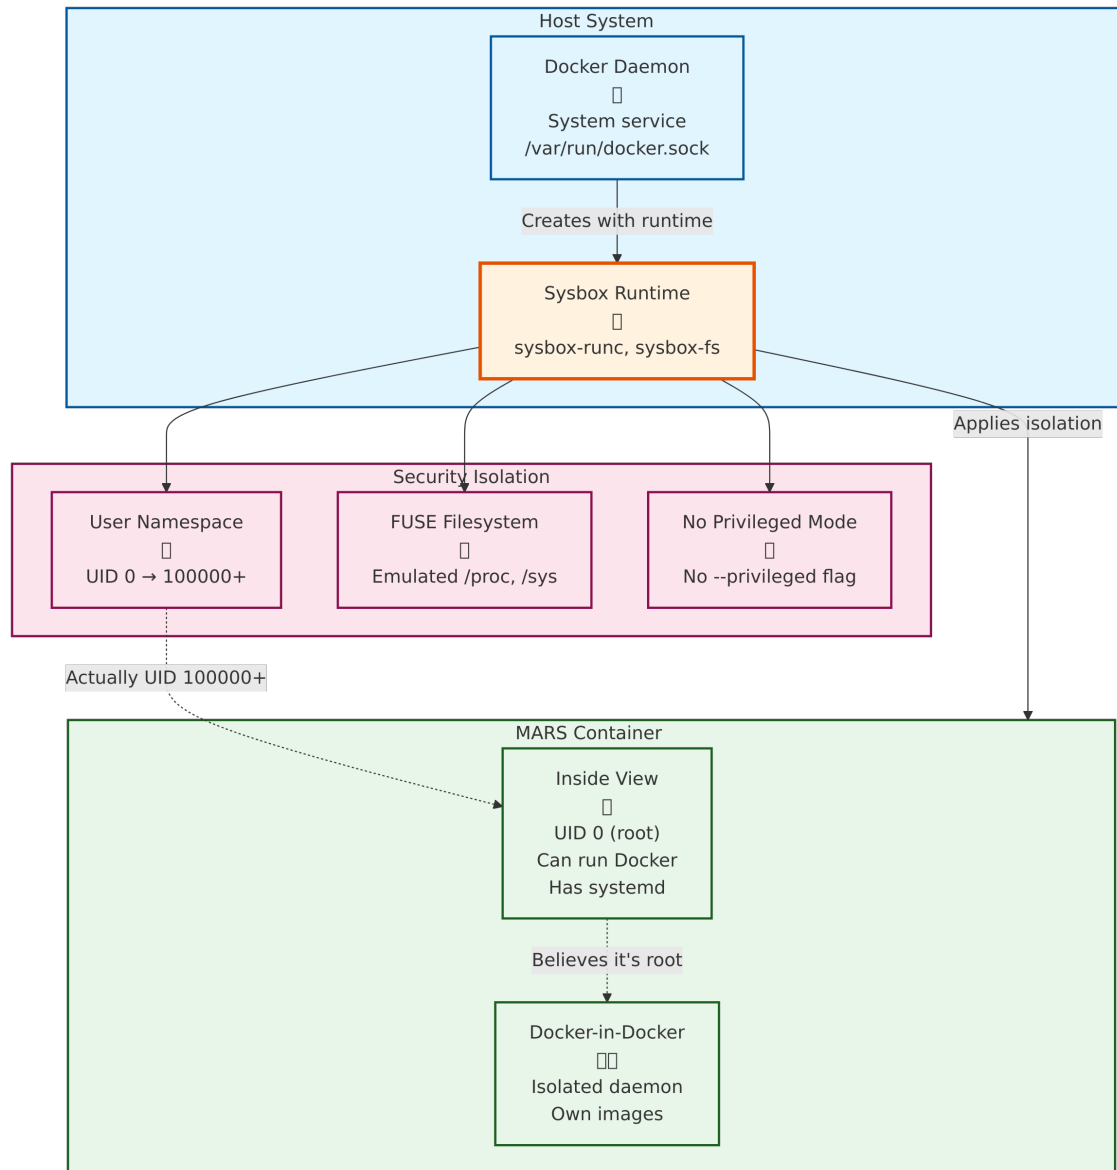 Host System
Docker Daemon
System service
/var/run/docker.sock
Creates with runtime
Sysbox Runtime
sysbox-runc, sysbox-fs
Applies isolation
Security Isolation
User Namespace
UID 0 → 100000+
FUSE Filesystem
Emulated /proc, /sys
No Privileged Mode
No --privileged flag
Actually UID 100000+
MARS Container
Inside View
UID 0 (root)
Can run Docker
Has systemd
Believes it's root
Docker-in-Docker
Isolated daemon
Own images